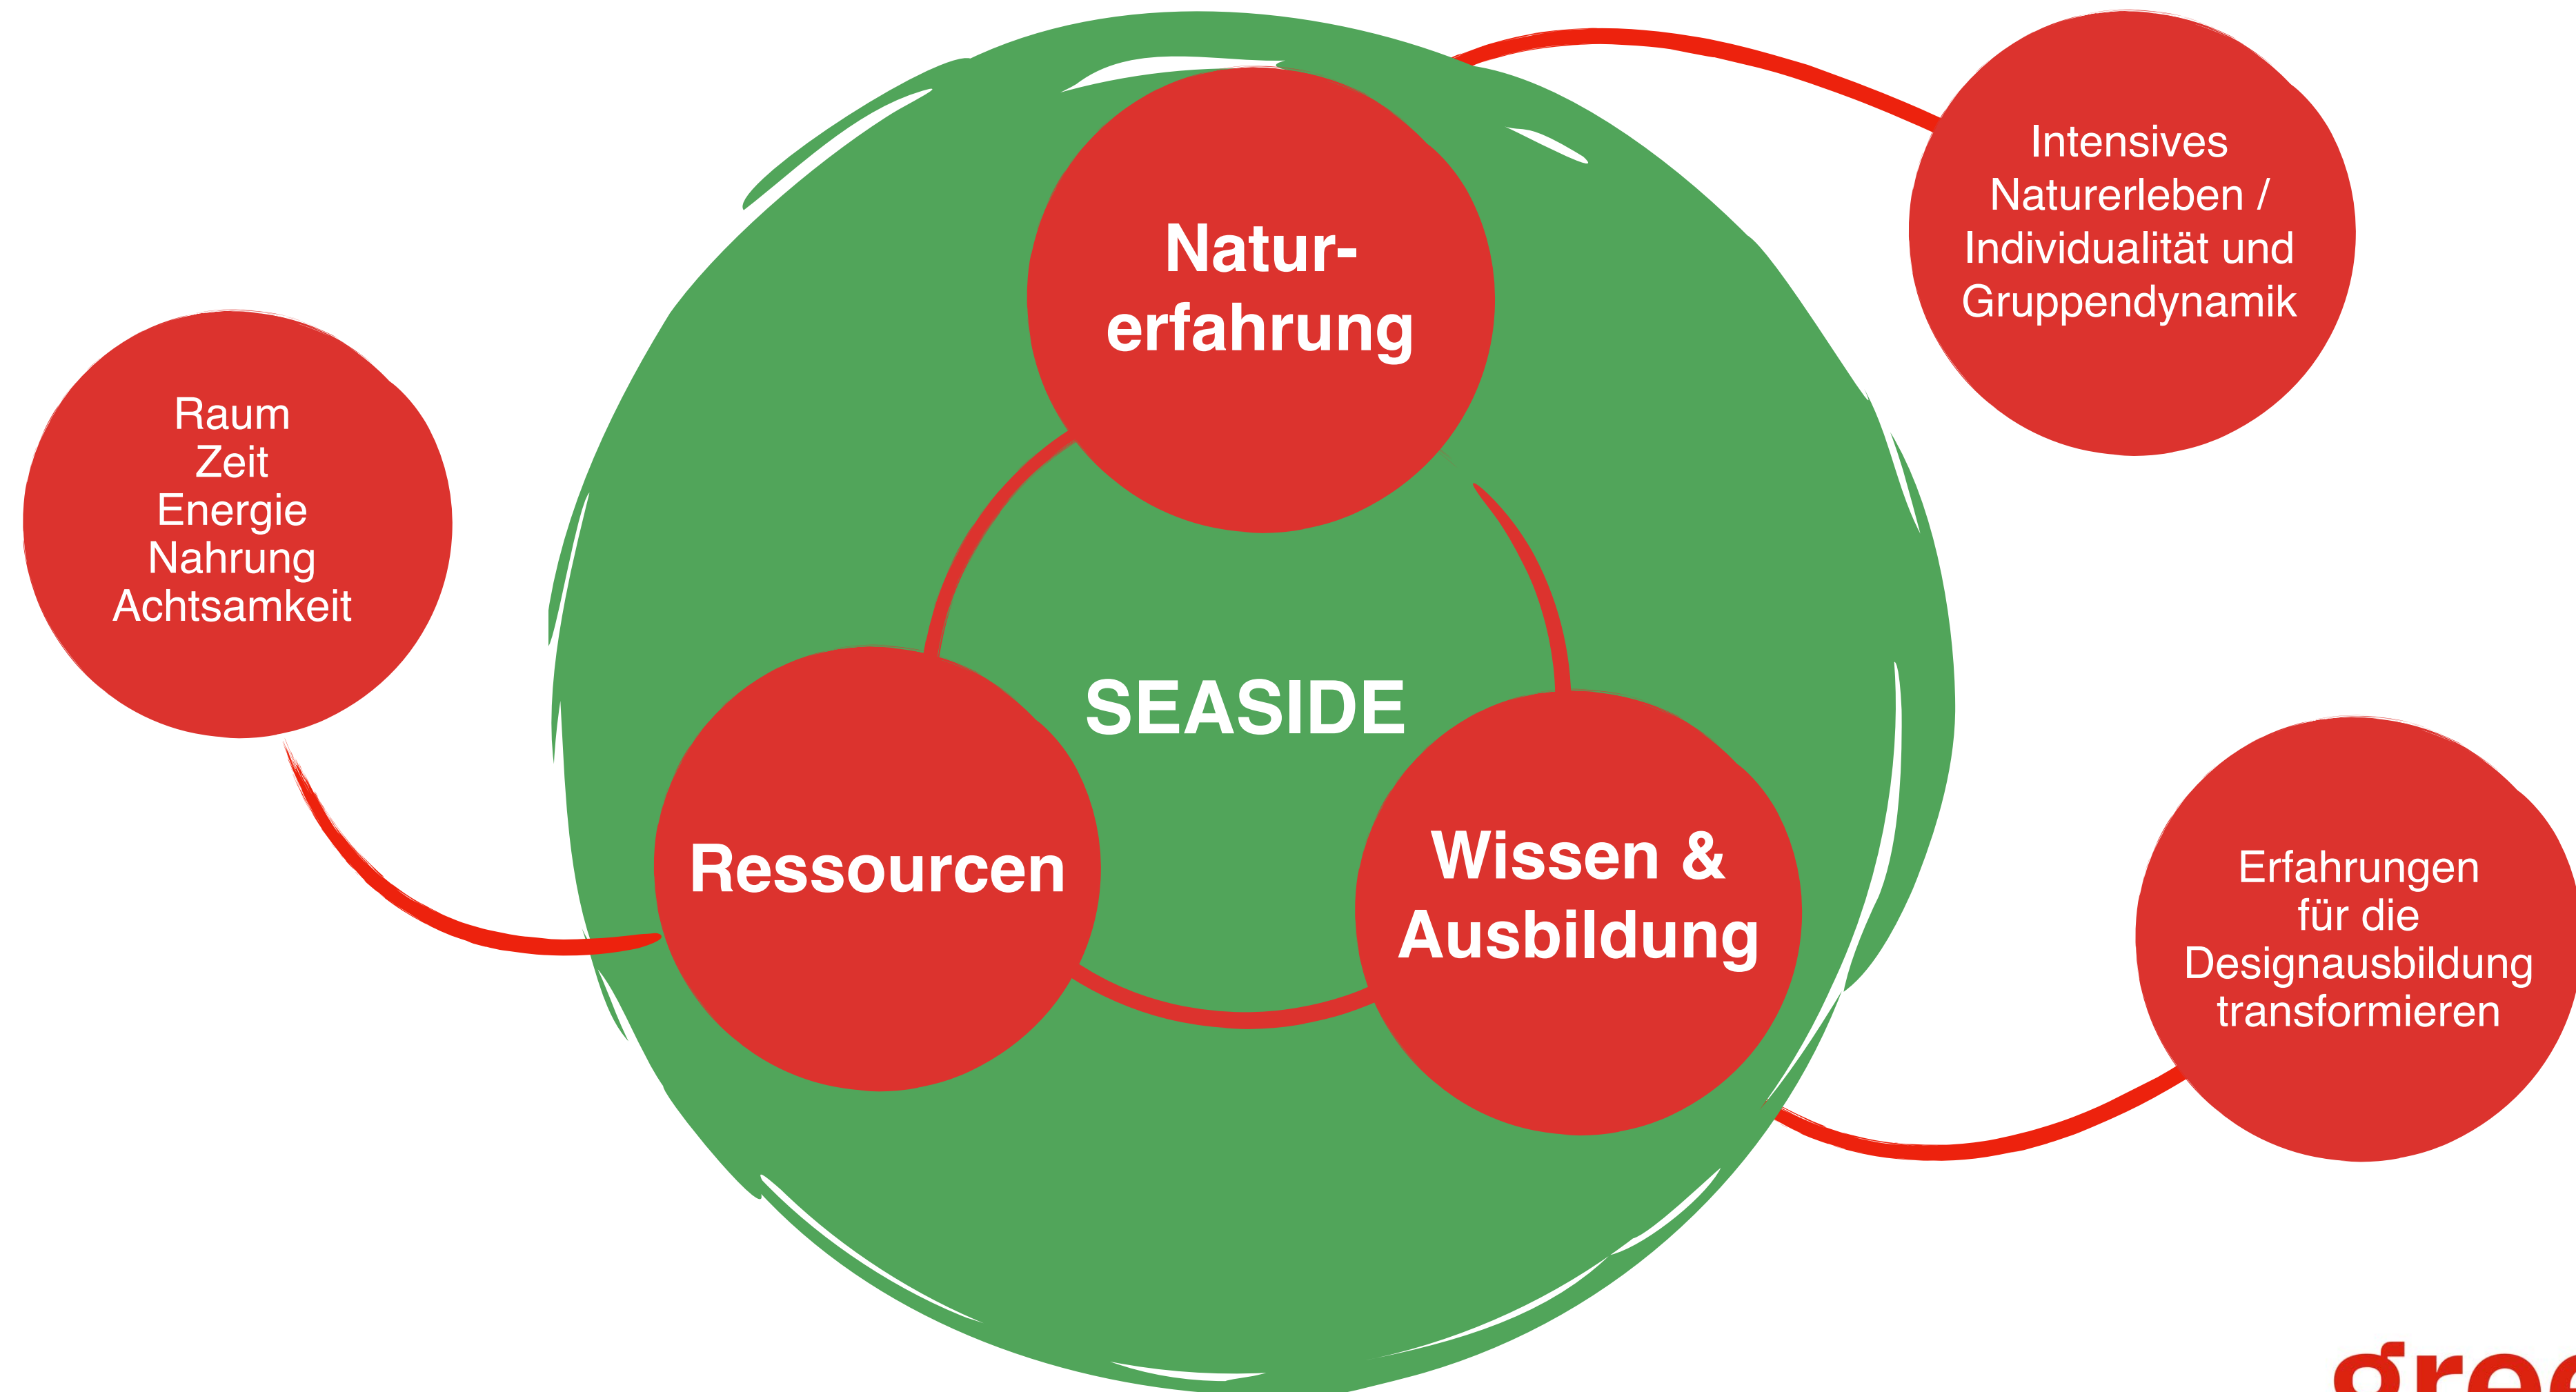 Intensives
Naturerleben /
Individualität und
Gruppendynamik
Natur-
erfahrung
Raum
Zeit
Energie
Nahrung
Achtsamkeit
SEASIDE
Ressourcen
Wissen &
Ausbildung
Erfahrungen
für die
Designausbildung
transformieren